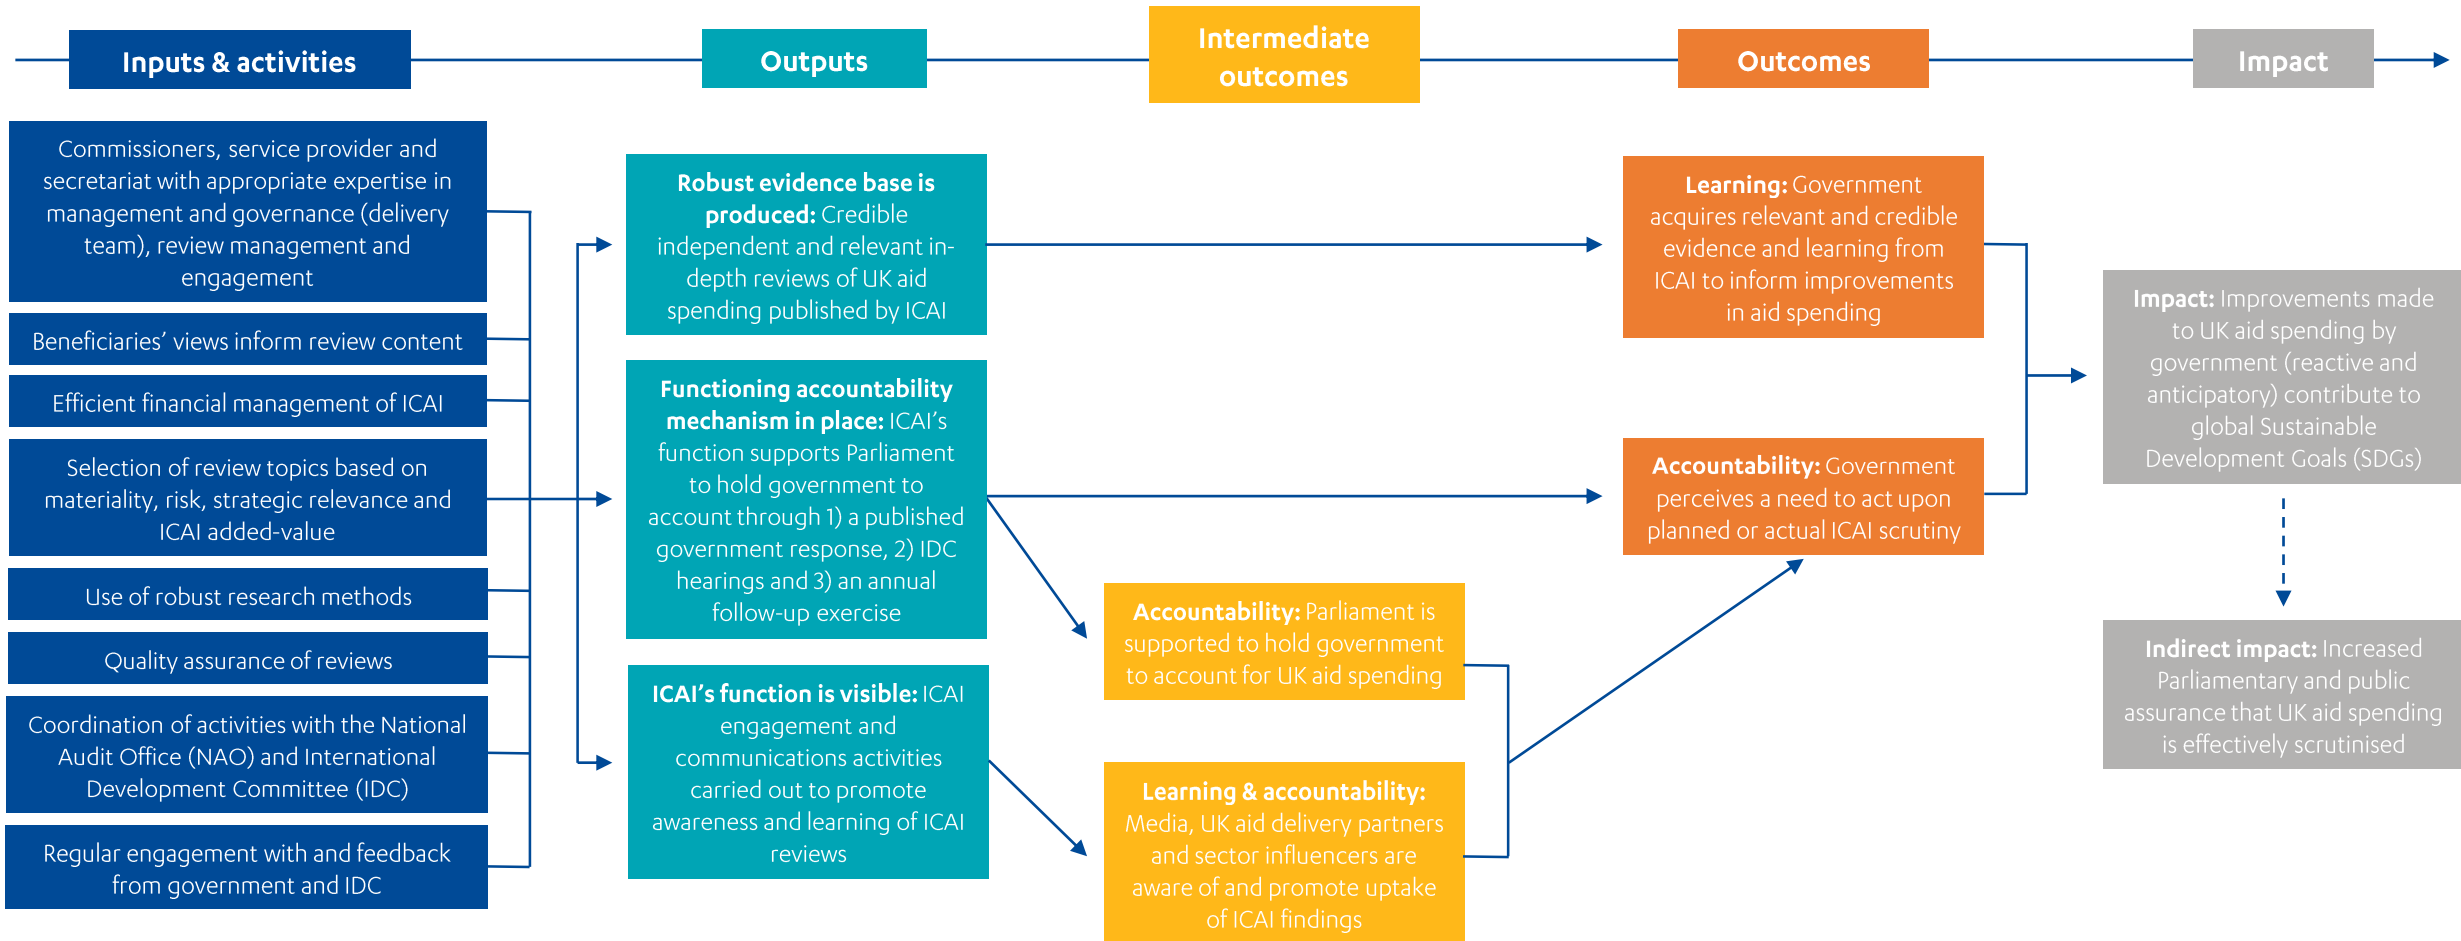 Inputs & activities
Outputs
Intermediate
outcomes
Outcomes
Impact
Commissioners, service provider and
secretariat with appropriate expertise in
management and governance (delivery
team), review management and
engagement
Beneficiaries’ views inform review content
Efficient financial management of ICAI
Selection of review topics based on
materiality, risk, strategic relevance and
ICAI added-value
Use of robust research methods
Quality assurance of reviews
Coordination of activities with the National
Audit Office (NAO) and International
Development Committee (IDC)
Regular engagement with and feedback
from government and IDC
Robust evidence base is
produced: Credible
independent and relevant in-
depth reviews of UK aid
spending published by ICAI
Functioning accountability
mechanism in place: ICAI’s
function supports Parliament
to hold government to
account through 1) a published
government response, 2) IDC
hearings and 3) an annual
follow-up exercise
ICAI’s function is visible: ICAI
engagement and
communications activities
carried out to promote
awareness and learning of ICAI
reviews
Accountability: Parliament is
supported to hold government
to account for UK aid spending
Learning & accountability:
Media, UK aid delivery partners
and sector influencers are
aware of and promote uptake
of ICAI findings
Learning: Government
acquires relevant and credible
evidence and learning from
ICAI to inform improvements
in aid spending
Accountability: Government
perceives a need to act upon
planned or actual ICAI scrutiny
Impact: Improvements made
to UK aid spending by
government (reactive and
anticipatory) contribute to
global Sustainable
Development Goals (SDGs)
Indirect impact: Increased
Parliamentary and public
assurance that UK aid spending
is effectively scrutinised